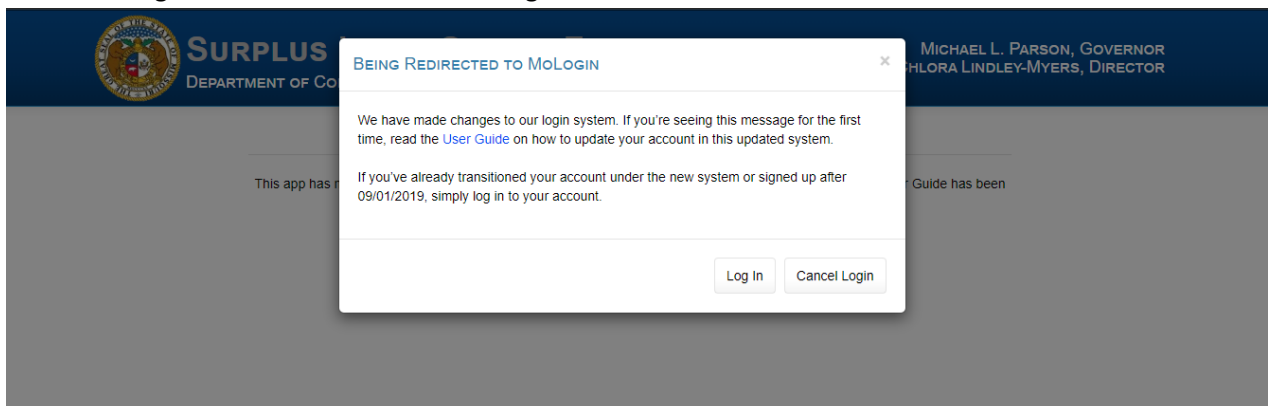 SURPLUS
DEPARTMENT OF CO
MICHAEL L. PARSON, GOVERNOR
HLORA LINDLEY-MYERS, DIRECTOR
BEING REDIRECTED TO MOLOGIN
×
We have made changes to our login system. If you're seeing this message for the first
time, read the User Guide on how to update your account in this updated system.
If you've already transitioned your account under the new system or signed up after
09/01/2019, simply log in to your account.
This app has
Guide has been
Log In
Cancel Login